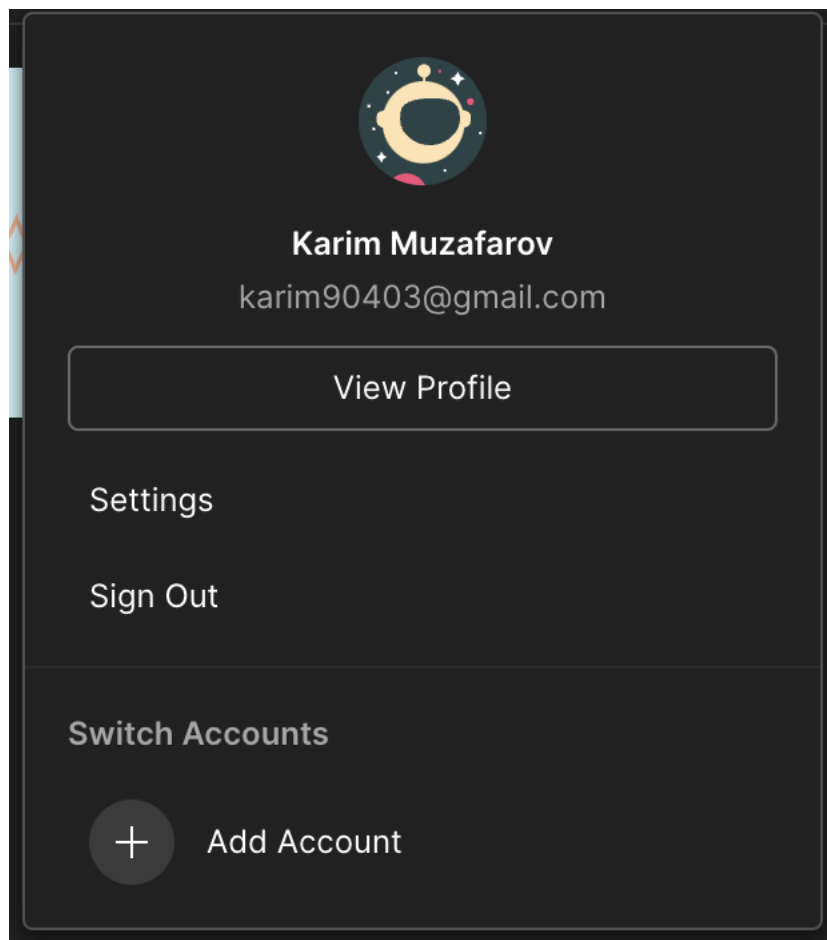 Karim Muzafarov
karim90403@gmail.com
View Profile
Settings
Sign Out
Switch Accounts
Add Account